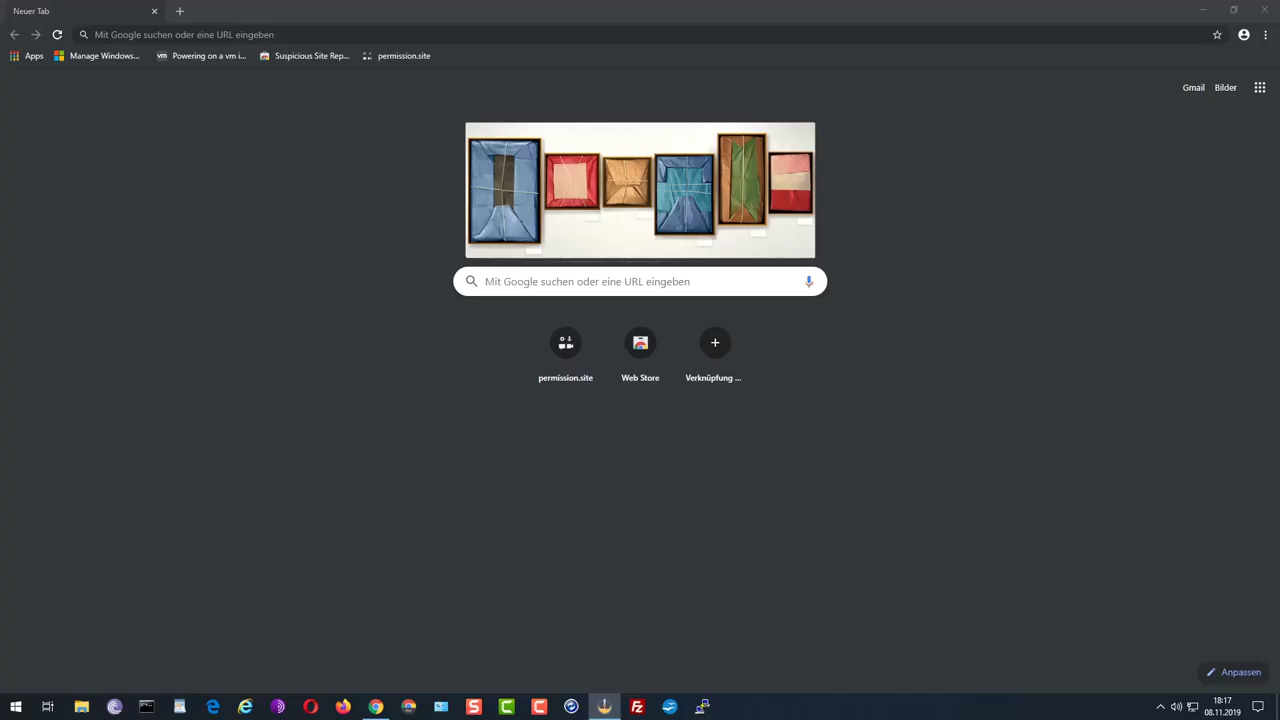 Neuer Tab
Mit Google suchen oder eine URL eingeben
Apps
Manage Windows...
vm
Powering on a vm i...
Suspicious Site Rep...
permission.site
Gmail
Bilder
Mit Google suchen oder eine URL eingeben
permission.site
Web Store
Verknüpfung ...
Anpassen
18:17
08.11.2019